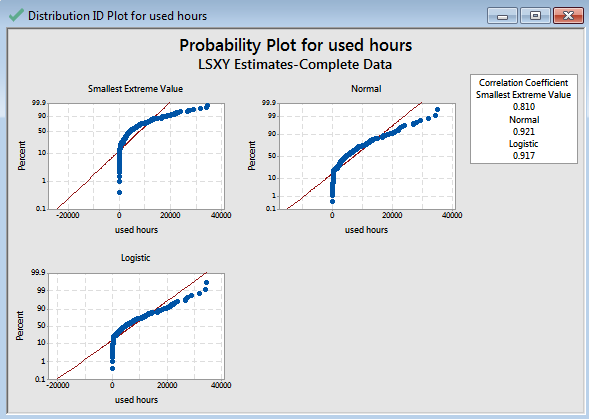 Distribution ID Plot for used hours
Probability Plot for used hours
LSXY Estimates-Complete Data
Smallest Extreme Value
99.9
90
50
10
1
0.1
Percent
-20000 0 20000 40000
used hours
Normal
99.9
99
90
50
10
1
0.1
Percent
0 20000 40000
used hours
Correlation Coefficient
Smallest Extreme Value
0.810
Normal
0.921
Logistic
0.917
Logistic
99.9
99
90
50
10
1
0.1
Percent
-20000 0 20000 40000
used hours